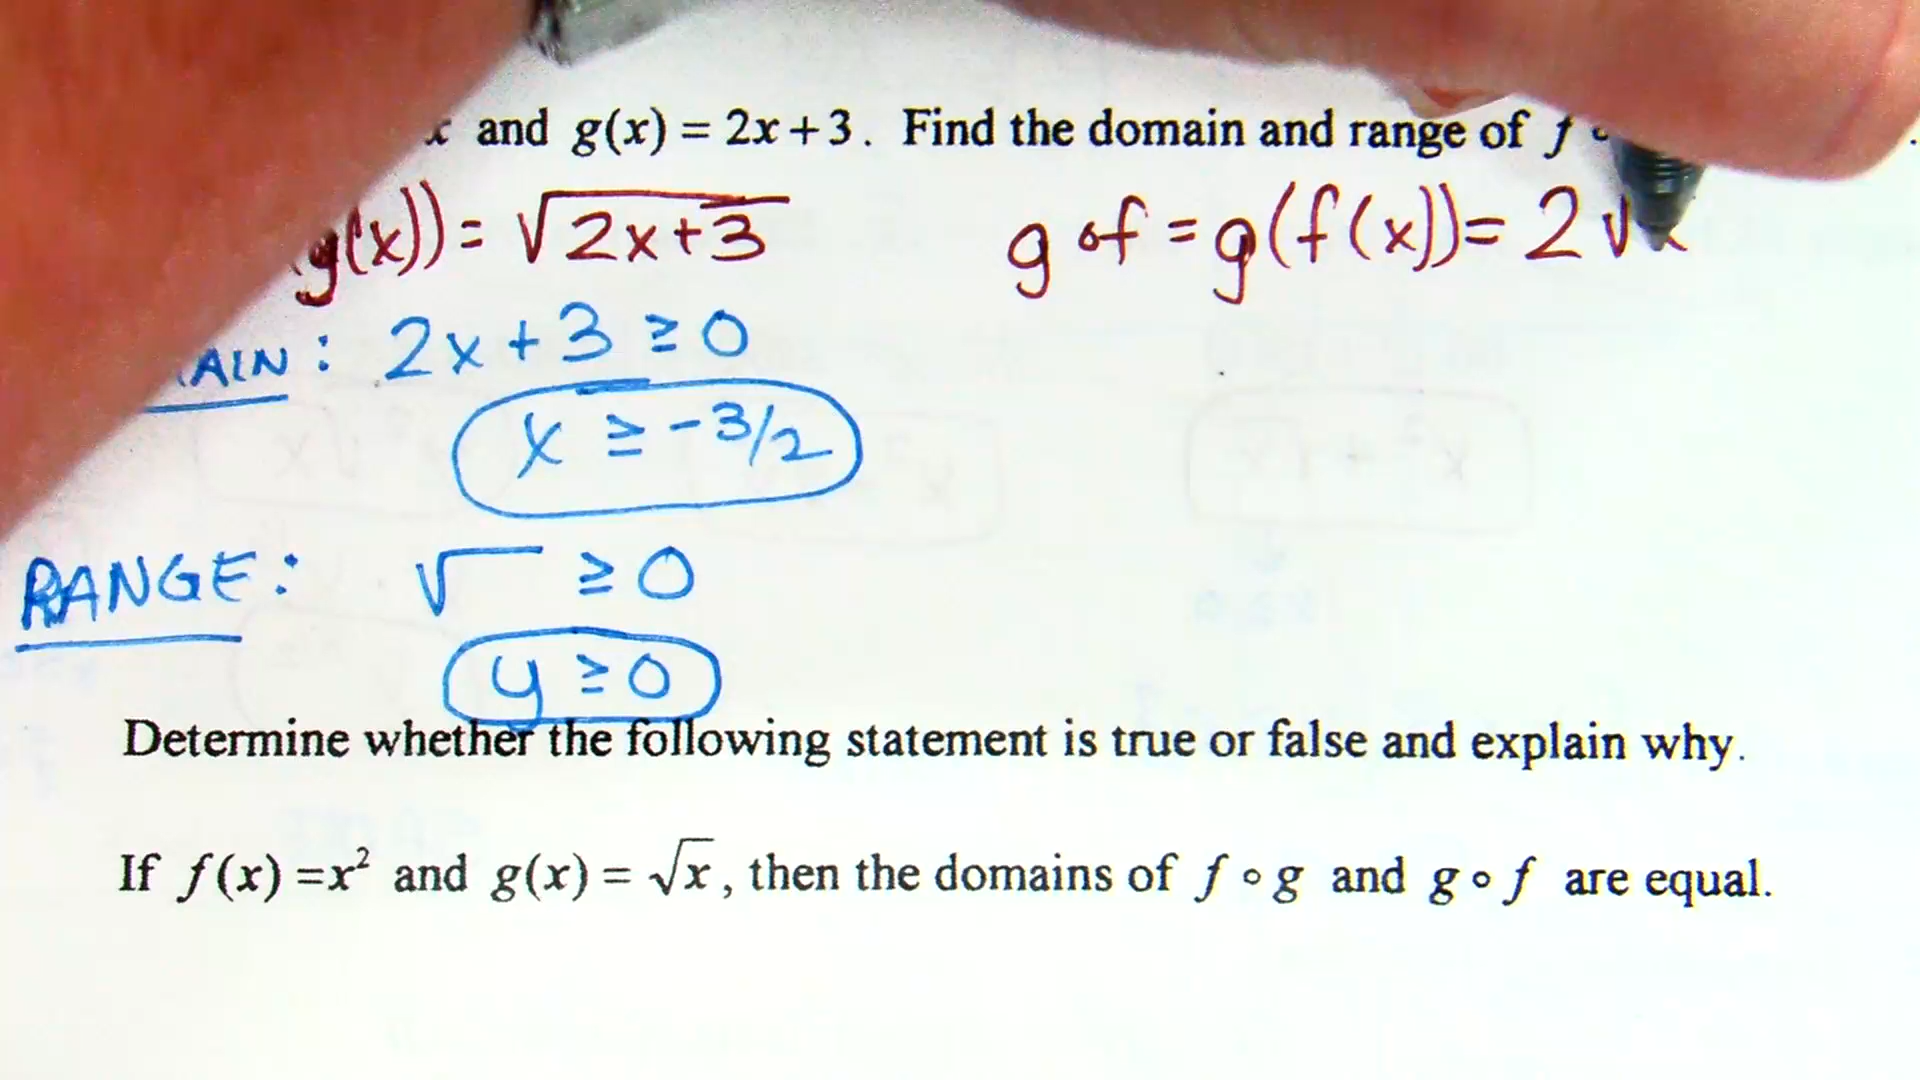 x and g(x) = 2x+3. Find the domain and range of f
g(x)) = √2x+3 g∘f = g(f(x)) = 2√x
AIN: 2x+3 ≥ 0
x ≥ -3/2
RANGE: √ ≥ 0
y ≥ 0
Determine whether the following statement is true or false and explain why.
If f(x) =x² and g(x) = √x, then the domains of f∘g and g∘f are equal.